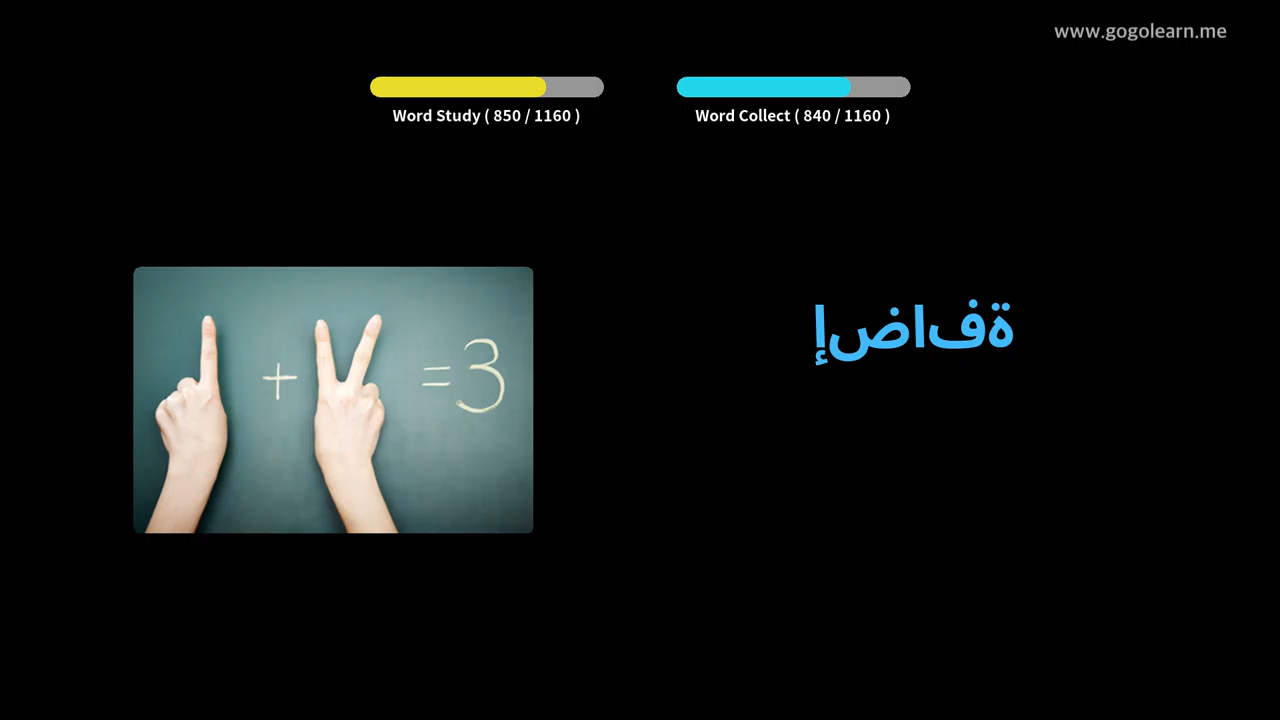 www.gogolearn.me
Word Study ( 850 / 1160 )
Word Collect ( 840 / 1160 )
+ = 3
ةفاضإ